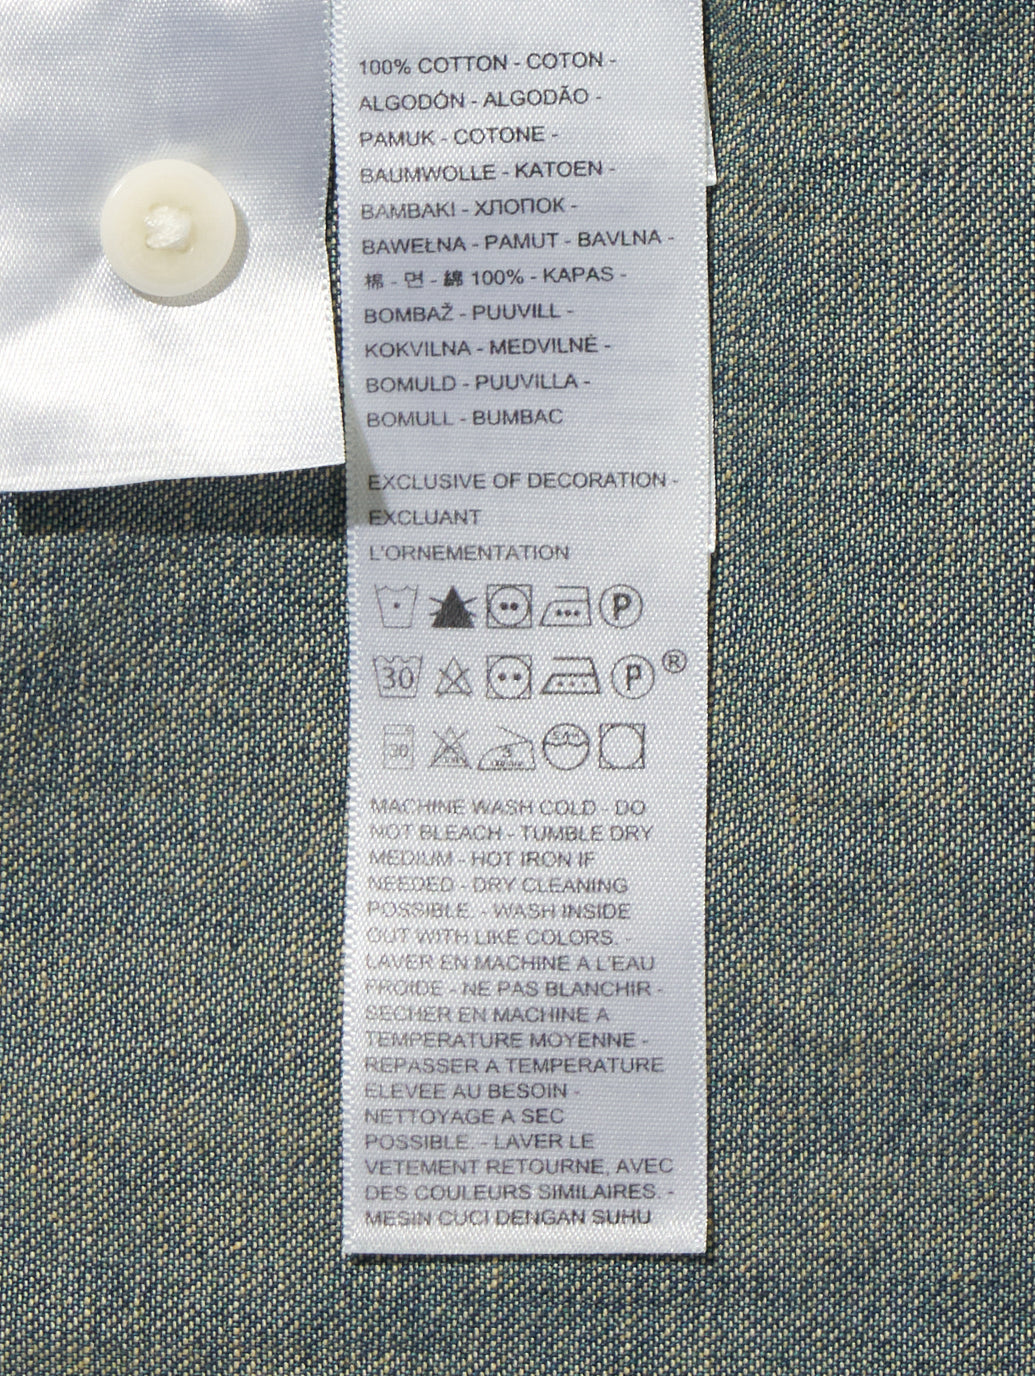 100% COTTON - COTON -
ALGODÓN - ALGODÃO -
PAMUK - COTONE -
BAUMWOLLE - KATOEN -
BAMBAKI - ХЛОПОК -
BAWEŁNA - PAMUT - BAVLNA -
棉 - 면 - 綿 100% - KAPAS -
BOMBAŽ - PUUVILL -
KOKVILNA - MEDVILNĖ -
BOMULD - PUUVILLA -
BOMULL - BUMBAC
EXCLUSIVE OF DECORATION -
EXCLUANT
L'ORNEMENTATION
P
30 P ®
30
MACHINE WASH COLD - DO
NOT BLEACH - TUMBLE DRY
MEDIUM - HOT IRON IF
NEEDED - DRY CLEANING
POSSIBLE. - WASH INSIDE
OUT WITH LIKE COLORS. -
LAVER EN MACHINE A L'EAU
FROIDE - NE PAS BLANCHIR -
SECHER EN MACHINE A
TEMPERATURE MOYENNE -
REPASSER A TEMPERATURE
ELEVEE AU BESOIN -
NETTOYAGE A SEC
POSSIBLE. - LAVER LE
VETEMENT RETOURNE, AVEC
DES COULEURS SIMILAIRES. -
MESIN CUCI DENGAN SUHU